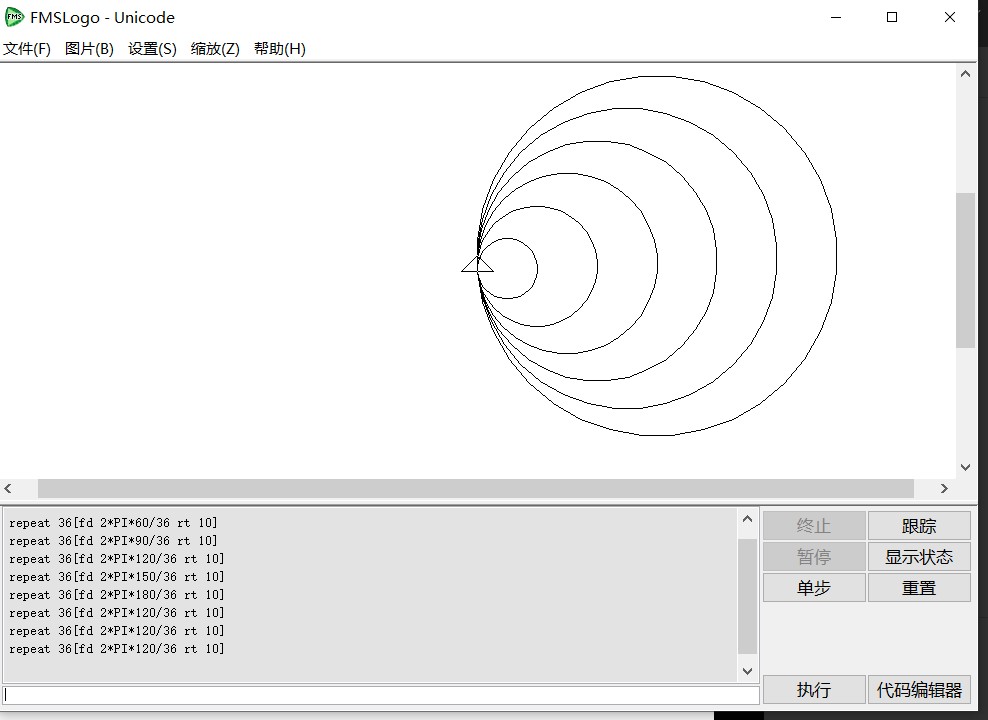 FMSLogo - Unicode
文件(F) 图片(B) 设置(S) 缩放(Z) 帮助(H)
repeat 36[fd 2*PI*60/36 rt 10]
repeat 36[fd 2*PI*90/36 rt 10]
repeat 36[fd 2*PI*120/36 rt 10]
repeat 36[fd 2*PI*150/36 rt 10]
repeat 36[fd 2*PI*180/36 rt 10]
repeat 36[fd 2*PI*120/36 rt 10]
repeat 36[fd 2*PI*120/36 rt 10]
repeat 36[fd 2*PI*120/36 rt 10]
终止 跟踪
暂停 显示状态
单步 重置
执行 代码编辑器